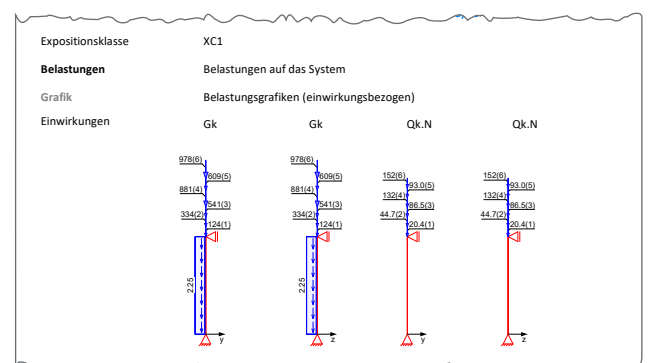 Expositionsklasse XC1
Belastungen Belastungen auf das System
Grafik Belastungsgrafiken (einwirkungsbezogen)
Einwirkungen Gk Gk Qk.N Qk.N
978(6) 978(6) 152(6) 152(6)
609(5) 609(5) 93.0(5) 93.0(5)
881(4) 881(4) 132(4) 132(4)
541(3) 541(3) 86.5(3) 86.5(3)
334(2) 334(2) 44.7(2) 44.7(2)
124(1) 124(1) 20.4(1) 20.4(1)
2.25 2.25
y z y z